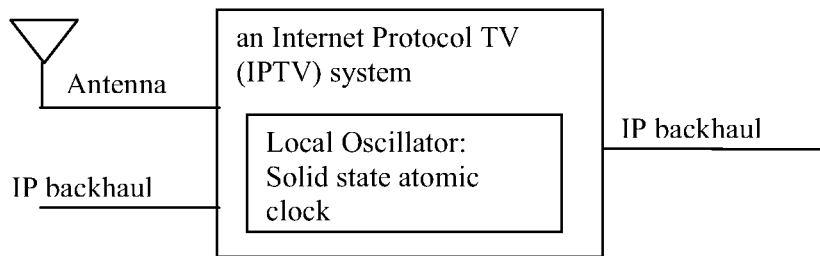 an Internet Protocol TV
(IPTV) system
Antenna
Local Oscillator:
Solid state atomic
clock
IP backhaul
IP backhaul